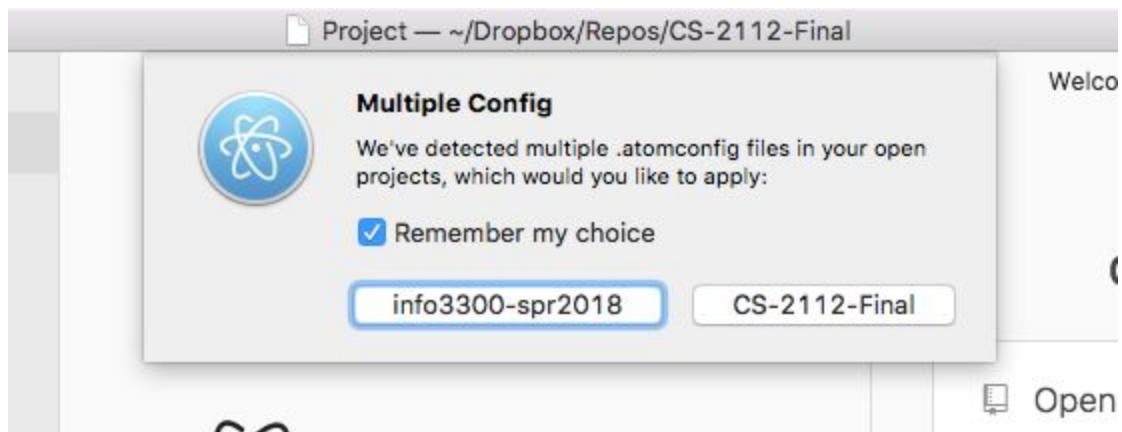 Project — ~/Dropbox/Repos/CS-2112-Final
Multiple Config
We've detected multiple .atomconfig files in your open
projects, which would you like to apply:
Remember my choice
info3300-spr2018
CS-2112-Final
Open